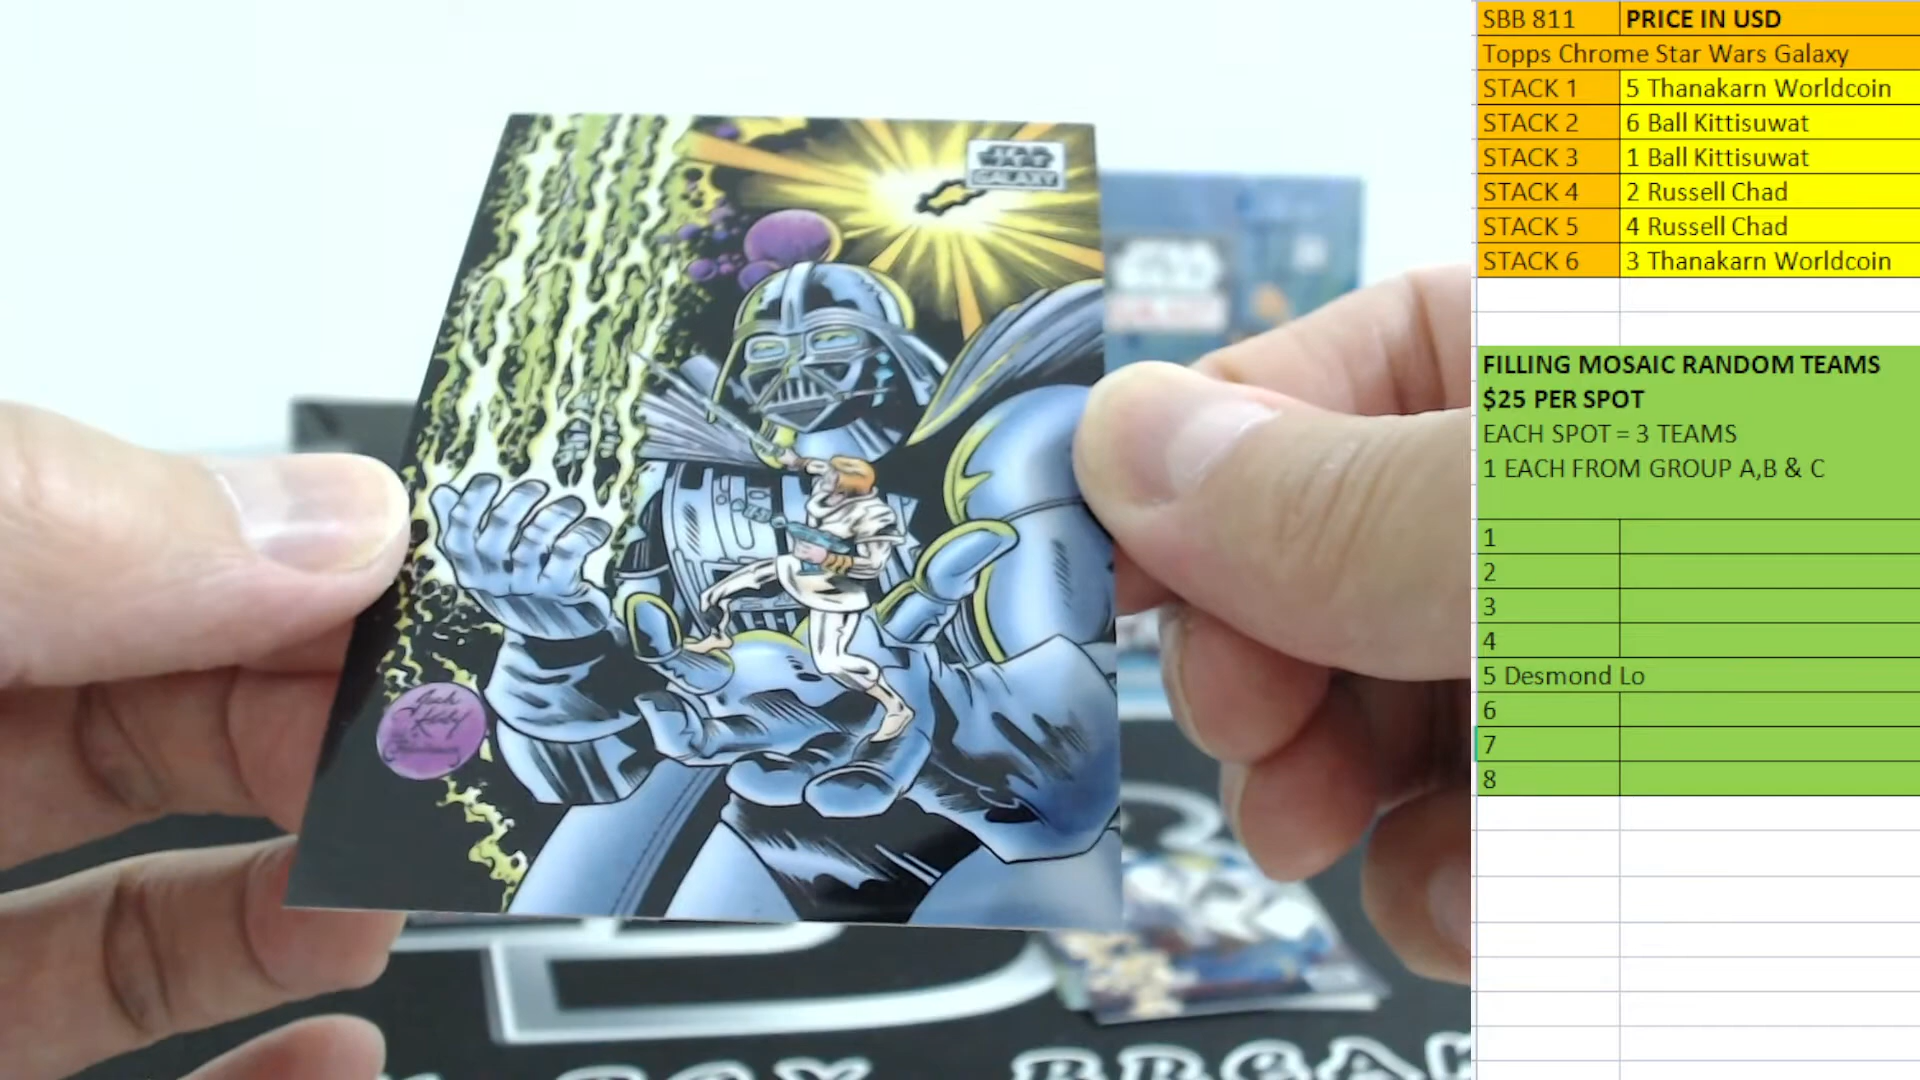 STAR
WARS
GALAXY
Jack
Kirby
SBB 811 PRICE IN USD
Topps Chrome Star Wars Galaxy
STACK 1 5 Thanakarn Worldcoin
STACK 2 6 Ball Kittisuwat
STACK 3 1 Ball Kittisuwat
STACK 4 2 Russell Chad
STACK 5 4 Russell Chad
STACK 6 3 Thanakarn Worldcoin
FILLING MOSAIC RANDOM TEAMS
$25 PER SPOT
EACH SPOT = 3 TEAMS
1 EACH FROM GROUP A,B & C
1
2
3
4
5 Desmond Lo
6
7
8